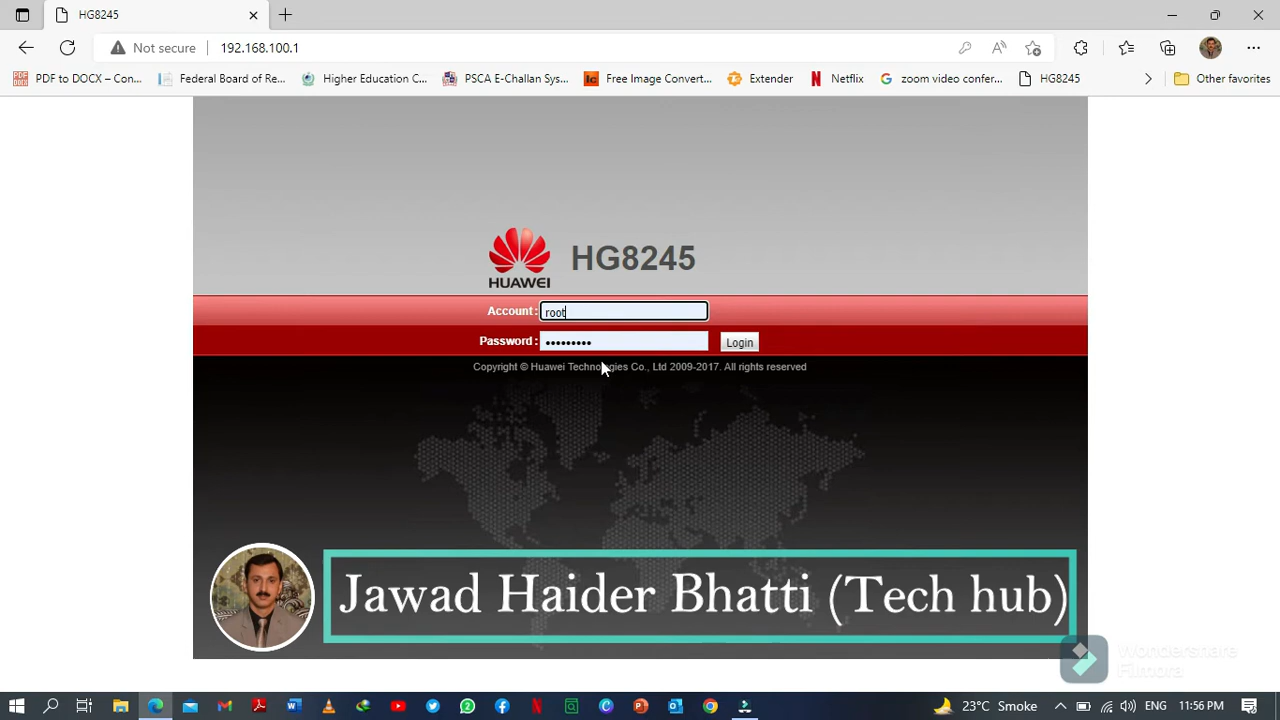 HG8245
Not secure 192.168.100.1
PDF to DOCX – Con... Federal Board of Re... Higher Education C... PSCA E-Challan Sys... Free Image Convert... Extender Netflix zoom video confer... HG8245 Other favorites
HUAWEI HG8245
Account : root
Password : ••••••••• Login
Copyright © Huawei Technologies Co., Ltd 2009-2017. All rights reserved
Jawad Haider Bhatti (Tech hub)
Wondershare
Filmora
23°C Smoke 11:56 PM